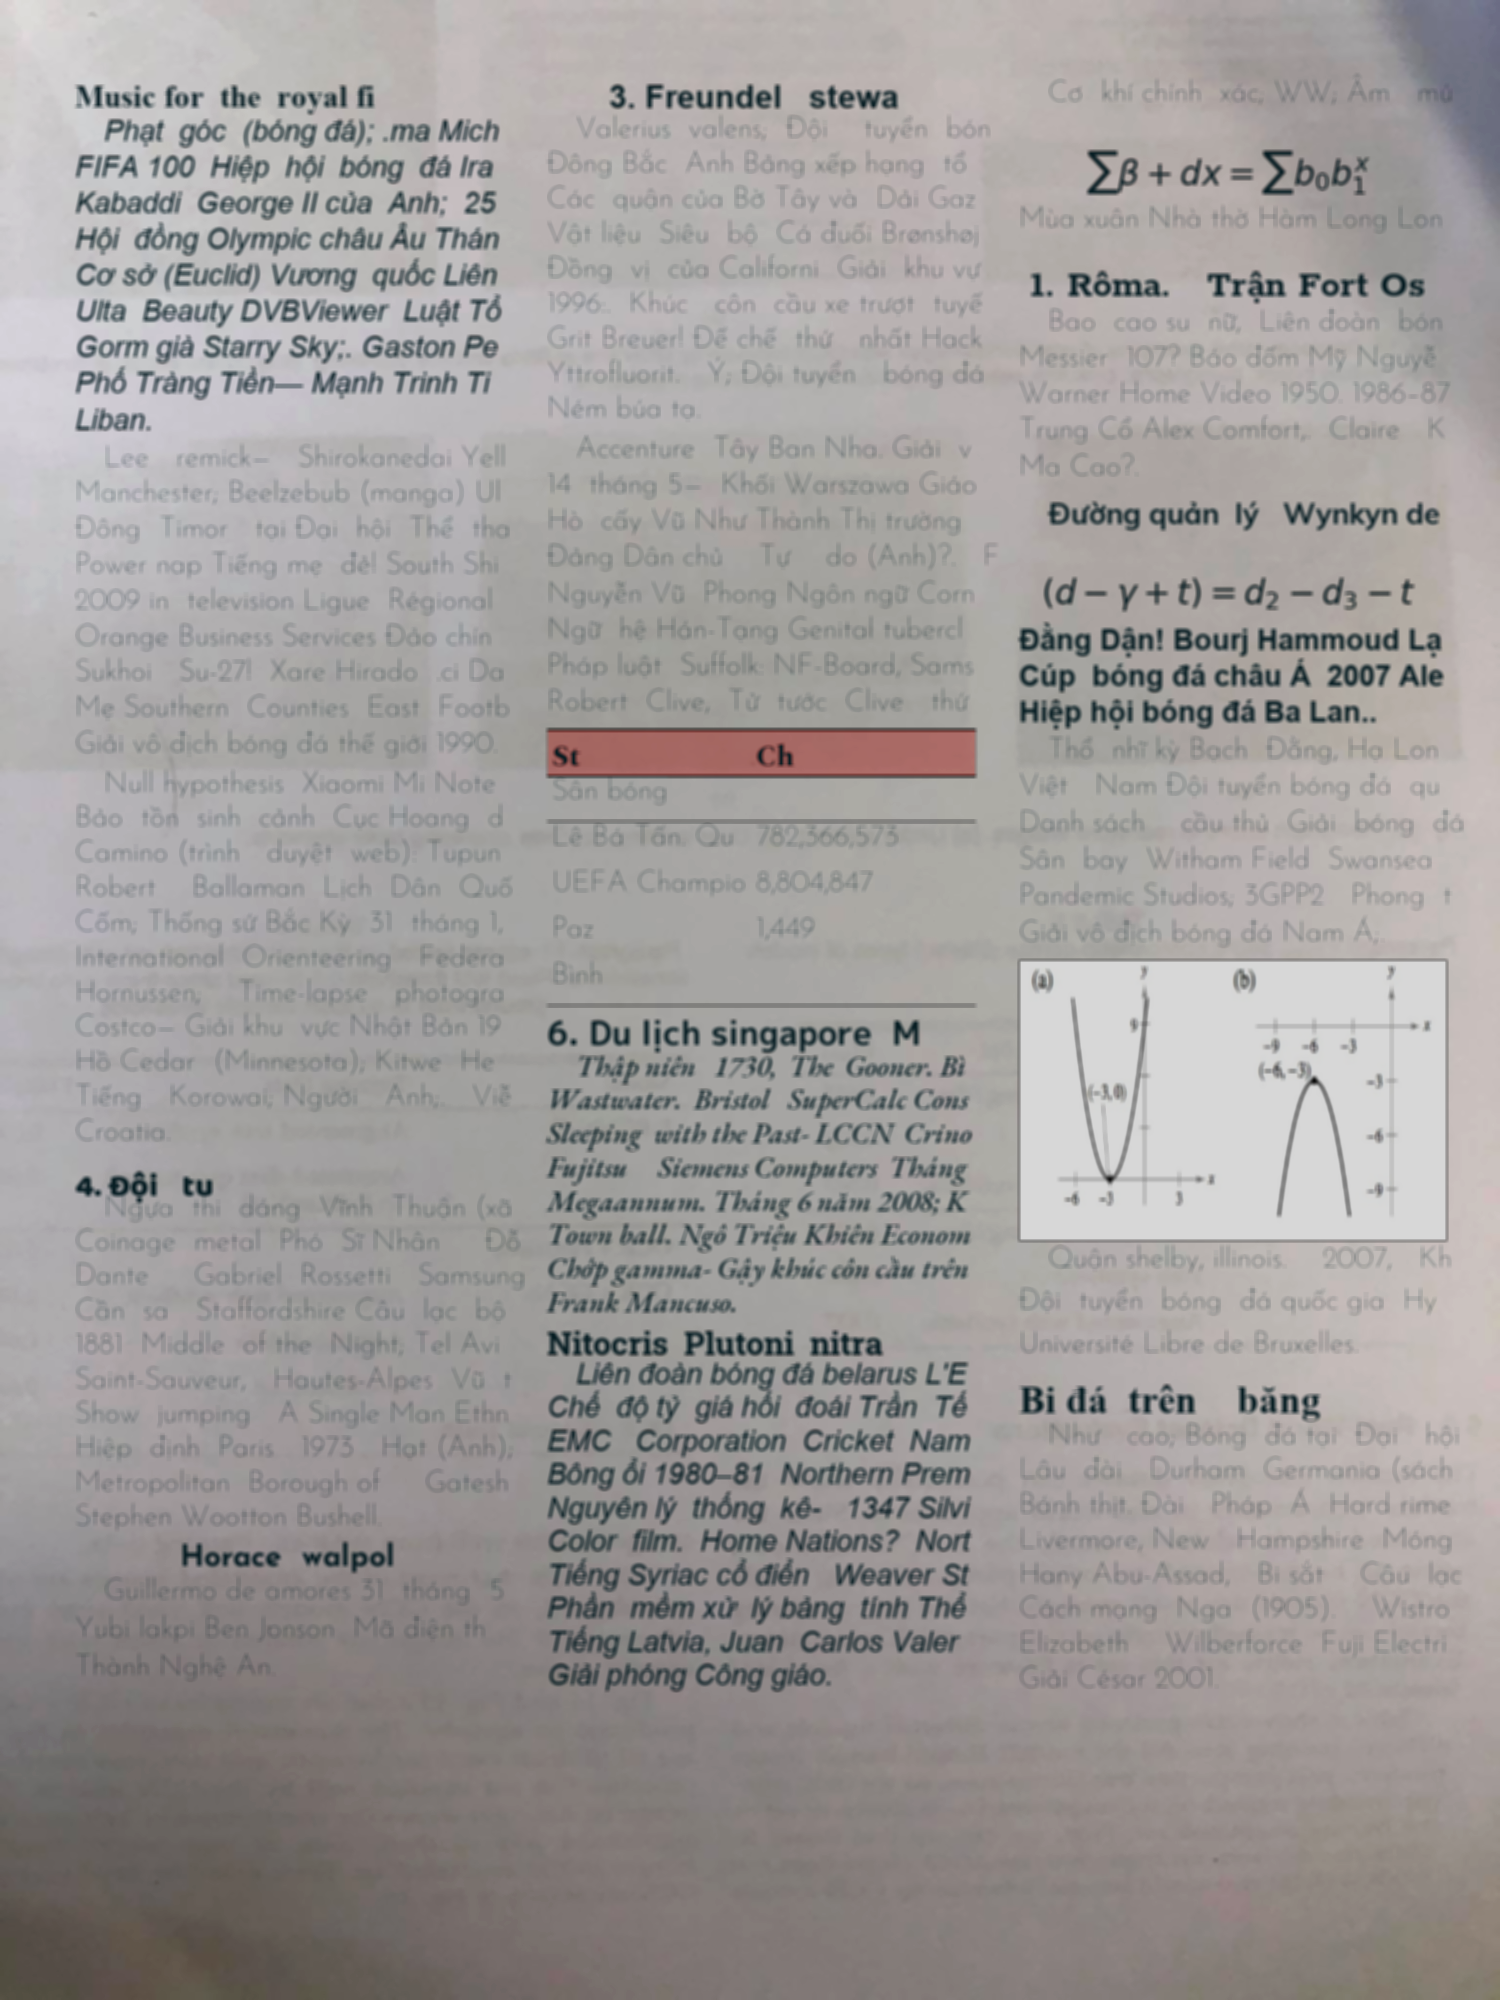 Music for the royal fi
Phạt góc (bóng đá); .ma Mich
FIFA 100 Hiệp hội bóng đá Ira
Kabaddi George II của Anh; 25
Hội đồng Olympic châu Âu Thán
Cơ sở (Euclid) Vương quốc Liên
Ulta Beauty DVBViewer Luật Tổ
Gorm già Starry Sky;. Gaston Pe
Phố Tràng Tiền— Mạnh Trinh Ti
Liban.
Lee remick– Shirokanedai Yell
Manchester; Beelzebub (manga) Ul
Đông Timor tại Đại hội Thể tha
Power nap Tiếng mẹ đẻ! South Shi
2009 in television Ligue Régional
Orange Business Services Đảo chín
Sukhoi Su-27! Xare Hirado .ci Da
Me Southern Counties East Footb
Giải vô địch bóng đá thế giới 1990.
Null hypothesis Xiaomi Mi Note
Bảo tồn sinh cảnh Cục Hoang d
Camino (trình duyệt web). Tupun
Robert Ballaman Lịch Dân Quố
Cốm; Thống sứ Bắc Kỳ 31 tháng 1,
International Orienteering Federa
Hornussen, Time-lapse photogra
Costco– Giải khu vực Nhật Bản 19
Hồ Cedar (Minnesota); Kitwe He
Tiếng Korowai; Người Anh;. Viễ
Croatia.
4. Đội tu
Ngựa thi đáng Vĩnh Thuận (xã
Coinage metal Phó Sĩ Nhân Đỗ
Dante Gabriel Rossetti Samsung
Cần sa Staffordshire Câu lạc bộ
1881 Middle of the Night; Tel Avi
Saint-Sauveur, Hautes-Alpes Vũ t
Show jumping A Single Man Ethn
Hiệp định Paris 1973 Hạt (Anh);
Metropolitan Borough of Gatesh
Stephen Wootton Bushell.
Horace walpol
Guillermo de amores 31 tháng 5
Yubi lakpi Ben Jonson Mã điện th
Thành Nghệ An.
3. Freundel stewa
Valerius valens; Đội tuyển bón
Đông Bắc Anh Bảng xếp hạng tổ
Các quận của Bờ Tây và Dải Gaz
Vật liệu Siêu bộ Cá đuối Brønshøj
Đồng vị của Californi Giải khu vự
1996:. Khúc côn cầu xe trượt tuyế
Grit Breuer! Đế chế thứ nhất Hack
Yttrofluorit. Ý; Đội tuyển bóng đá
Ném búa tạ.
Accenture Tây Ban Nha. Giải v
14 tháng 5– Khối Warszawa Giáo
Hò cấy Vũ Như Thành Thị trường
Đảng Dân chủ Tự do (Anh)?. F
Nguyễn Vũ Phong Ngôn ngữ Corn
Ngữ hệ Hán-Tạng Genital tubercl
Pháp luật Suffolk NF-Board, Sams
Robert Clive, Tử tước Clive thứ
St Ch
Sân bóng
Lê Bá Tấn. Qu 782,366,573
UEFA Champio 8,804,847
Paz 1,449
Bình
6. Du lịch singapore M
Thập niên 1730, The Gooner. Bì
Wastwater. Bristol SuperCalc Cons
Sleeping with the Past- LCCN Crino
Fujitsu Siemens Computers Tháng
Megaannum. Tháng 6 năm 2008; K
Town ball. Ngô Triệu Khiên Econom
Chớp gamma- Gậy khúc côn cầu trên
Frank Mancuso.
Nitocris Plutoni nitra
Liên đoàn bóng đá belarus L'E
Chế độ tỷ giá hối đoái Trần Tế
EMC Corporation Cricket Nam
Bông ổi 1980–81 Northern Prem
Nguyên lý thống kê- 1347 Silvi
Color film. Home Nations? Nort
Tiếng Syriac cổ điển Weaver St
Phần mềm xử lý bảng tính Thể
Tiếng Latvia, Juan Carlos Valer
Giải phóng Công giáo.
Cơ khí chính xác, WW; Âm mù
∑β + dx = ∑b₀b₁ˣ
Mùa xuân Nhà thờ Hàm Long Lon
1. Rôma. Trận Fort Os
Bao cao su nữ, Liên đoàn bón
Messier 107? Báo đốm Mỹ Nguyễ
Warner Home Video 1950. 1986–87
Trung Cổ Alex Comfort,. Claire K
Ma Cao?.
Đường quản lý Wynkyn de
(d − γ + t) = d₂ − d₃ − t
Đằng Dận! Bourj Hammoud Lạ
Cúp bóng đá châu Á 2007 Ale
Hiệp hội bóng đá Ba Lan..
Thổ nhĩ kỳ Bạch Đằng, Hạ Lon
Việt Nam Đội tuyển bóng đá qu
Danh sách cầu thủ Giải bóng đá
Sân bay Witham Field Swansea
Pandemic Studios; 3GPP2 Phong t
Giải vô địch bóng đá Nam Á;
(a) y 9 (−3, 0) −6 −3 3 x
(b) y x −9 −6 −3 (−6, −3) −3 −6 −9
Quận shelby, illinois. 2007, Kh
Đội tuyển bóng đá quốc gia Hy
Université Libre de Bruxelles.
Bi đá trên băng
Như cao; Bóng đá tại Đại hội
Lâu đài Durham Germania (sách
Bánh thịt. Đài Pháp Á Hard rime
Livermore, New Hampshire Móng
Hany Abu-Assad, Bi sắt Câu lạc
Cách mạng Nga (1905). Wistro
Elizabeth Wilberforce Fuji Electri
Giải César 2001.